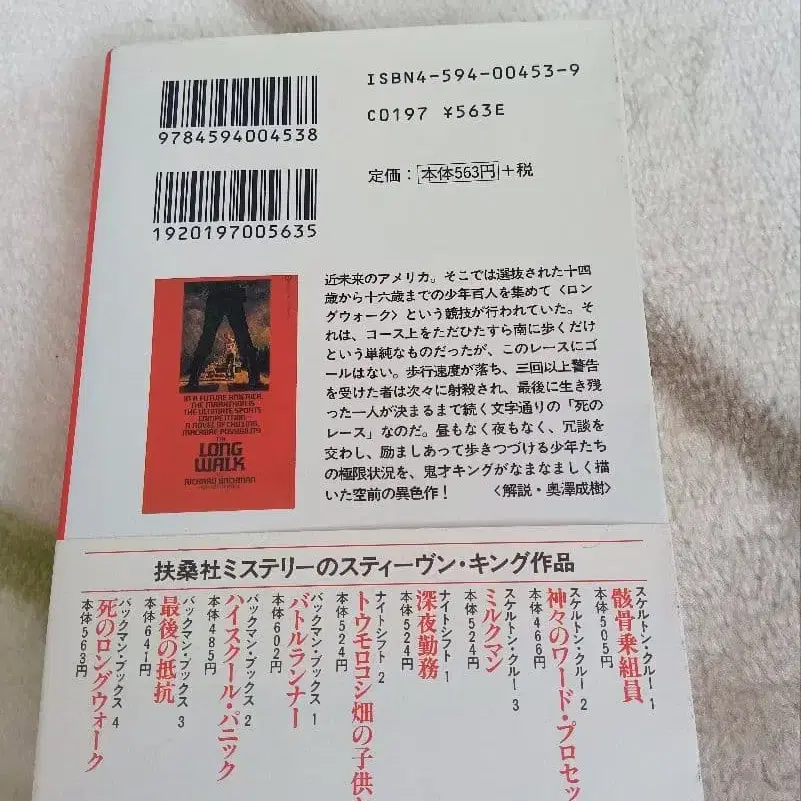 ISBN4-594-00453-9
C0197 ¥563E
9784594004538
定価：本体563円＋税
1920197005635
近未来のアメリカ。そこでは選抜された十四
歳から十六歳までの少年百人を集めて〈ロン
グウォーク〉という競技が行われていた。そ
れは、コース上をただひたすら南に歩くだけ
という単純なものだったが、このレースにゴ
ールはない。歩行速度が落ち、三回以上警告
を受けた者は次々に射殺され、最後に生き残
った一人が決まるまで続く文字通りの「死の
レース」なのだ。昼もなく夜もなく、冗談を
交わし、励ましあって歩きつづける少年たち
の極限状況を、鬼才キングがなまなましく描
いた空前の異色作！　〈解説・奥澤成樹〉
IN A FUTURE AMERICA,
THE MARATHON IS
THE ULTIMATE SPORTS
COMPETITION.
A NOVEL OF CHILLING,
MACABRE POSSIBILITY
THE
LONG
WALK
RICHARD BACHMAN
扶桑社ミステリーのスティーヴン・キング作品
スケルトン・クルー 1
骸骨乗組員
本体505円
スケルトン・クルー 2
神々のワード・プロセッ
本体466円
スケルトン・クルー 3
ミルクマン
本体524円
ナイトシフト 1
深夜勤務
本体524円
ナイトシフト 2
トウモロコシ畑の子供
本体524円
バックマン・ブックス 1
バトルランナー
本体602円
バックマン・ブックス 2
ハイスクール・パニック
本体485円
バックマン・ブックス 3
最後の抵抗
本体641円
バックマン・ブックス 4
死のロングウォーク
本体563円